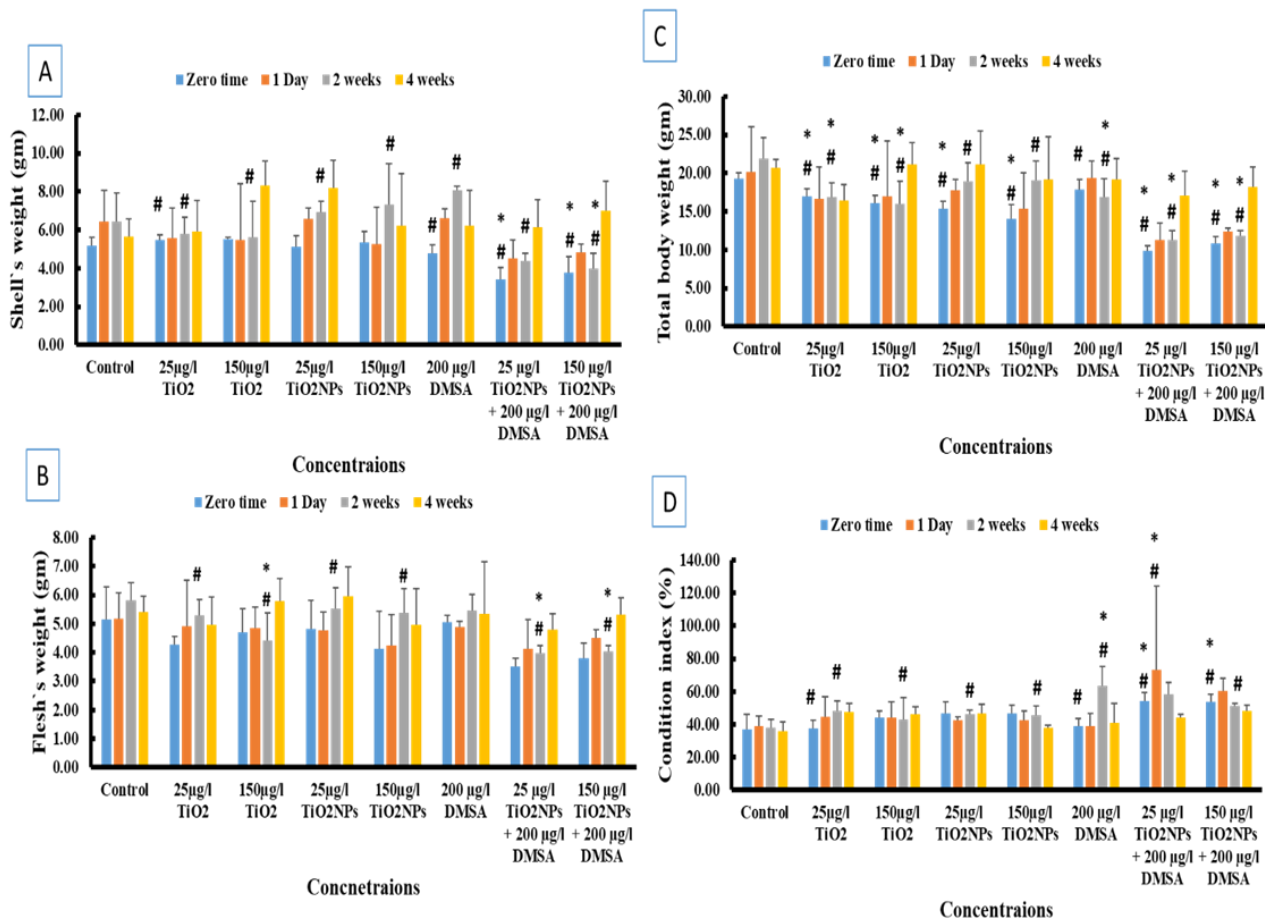 A
Zero time 1 Day 2 weeks 4 weeks
Shell`s weight (gm)
12.00
10.00
8.00
6.00
4.00
2.00
0.00
# # # # # # # * # # * # * #
Control 25µg/l TiO2 150µg/l TiO2 25µg/l TiO2NPs 150µg/l TiO2NPs 200 µg/l DMSA 25 µg/l TiO2NPs + 200 µg/l DMSA 150 µg/l TiO2NPs + 200 µg/l DMSA
Concentraions
B
Zero time 1 Day 2 weeks 4 weeks
Flesh`s weight (gm)
8.00
7.00
6.00
5.00
4.00
3.00
2.00
1.00
0.00
# * # # # * # * #
Control 25µg/l TiO2 150µg/l TiO2 25µg/l TiO2NPs 150µg/l TiO2NPs 200 µg/l DMSA 25 µg/l TiO2NPs + 200 µg/l DMSA 150 µg/l TiO2NPs + 200 µg/l DMSA
Concnetraions
C
Zero time 1 Day 2 weeks 4 weeks
Total body weight (gm)
30.00
25.00
20.00
15.00
10.00
5.00
0.00
* # * # * # * # * # # * # # # * # * # * # * # * #
Control 25µg/l TiO2 150µg/l TiO2 25µg/l TiO2NPs 150µg/l TiO2NPs 200 µg/l DMSA 25 µg/l TiO2NPs + 200 µg/l DMSA 150 µg/l TiO2NPs + 200 µg/l DMSA
Concentraions
D
Zero time 1 Day 2 weeks 4 weeks
Condition index (%)
140.00
120.00
100.00
80.00
60.00
40.00
20.00
0.00
# # # # # # * # * # * # * # #
Control 25µg/l TiO2 150µg/l TiO2 25µg/l TiO2NPs 150µg/l TiO2NPs 200 µg/l DMSA 25 µg/l TiO2NPs + 200 µg/l DMSA 150 µg/l TiO2NPs + 200 µg/l DMSA
Concentraions